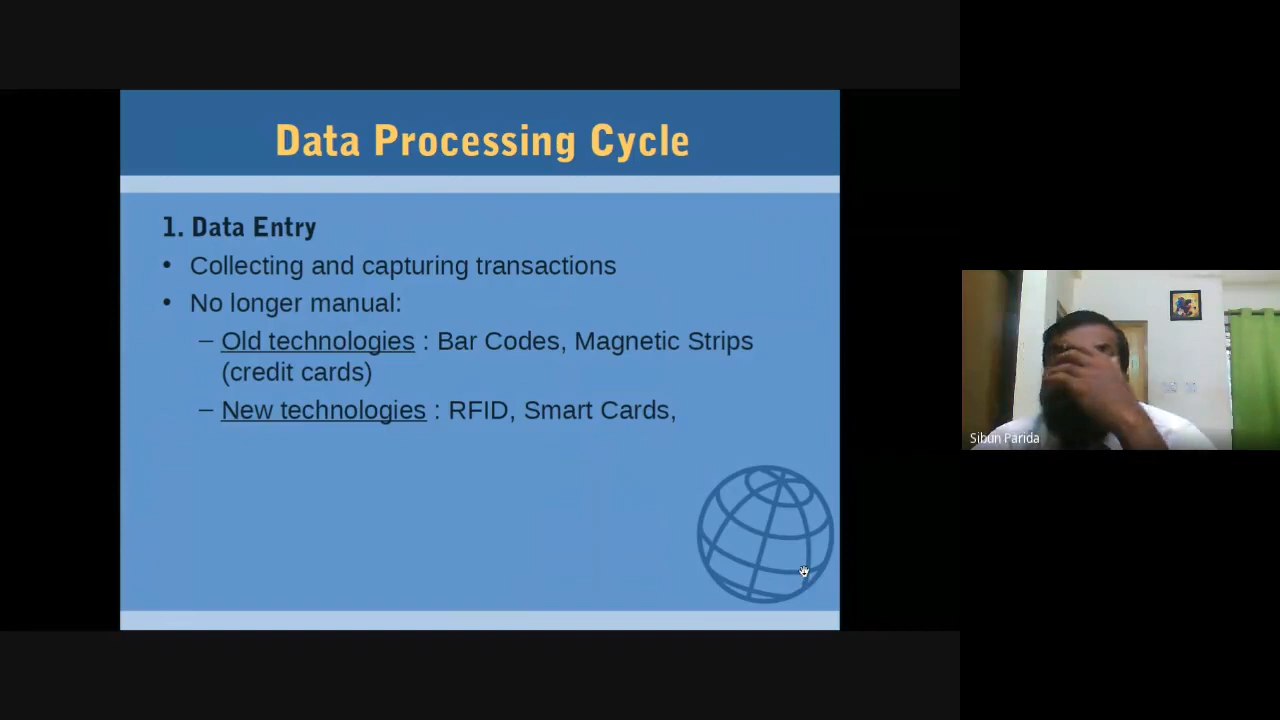 Data Processing Cycle
1. Data Entry
• Collecting and capturing transactions
• No longer manual:
– Old technologies : Bar Codes, Magnetic Strips
(credit cards)
– New technologies : RFID, Smart Cards,
Sibun Parida